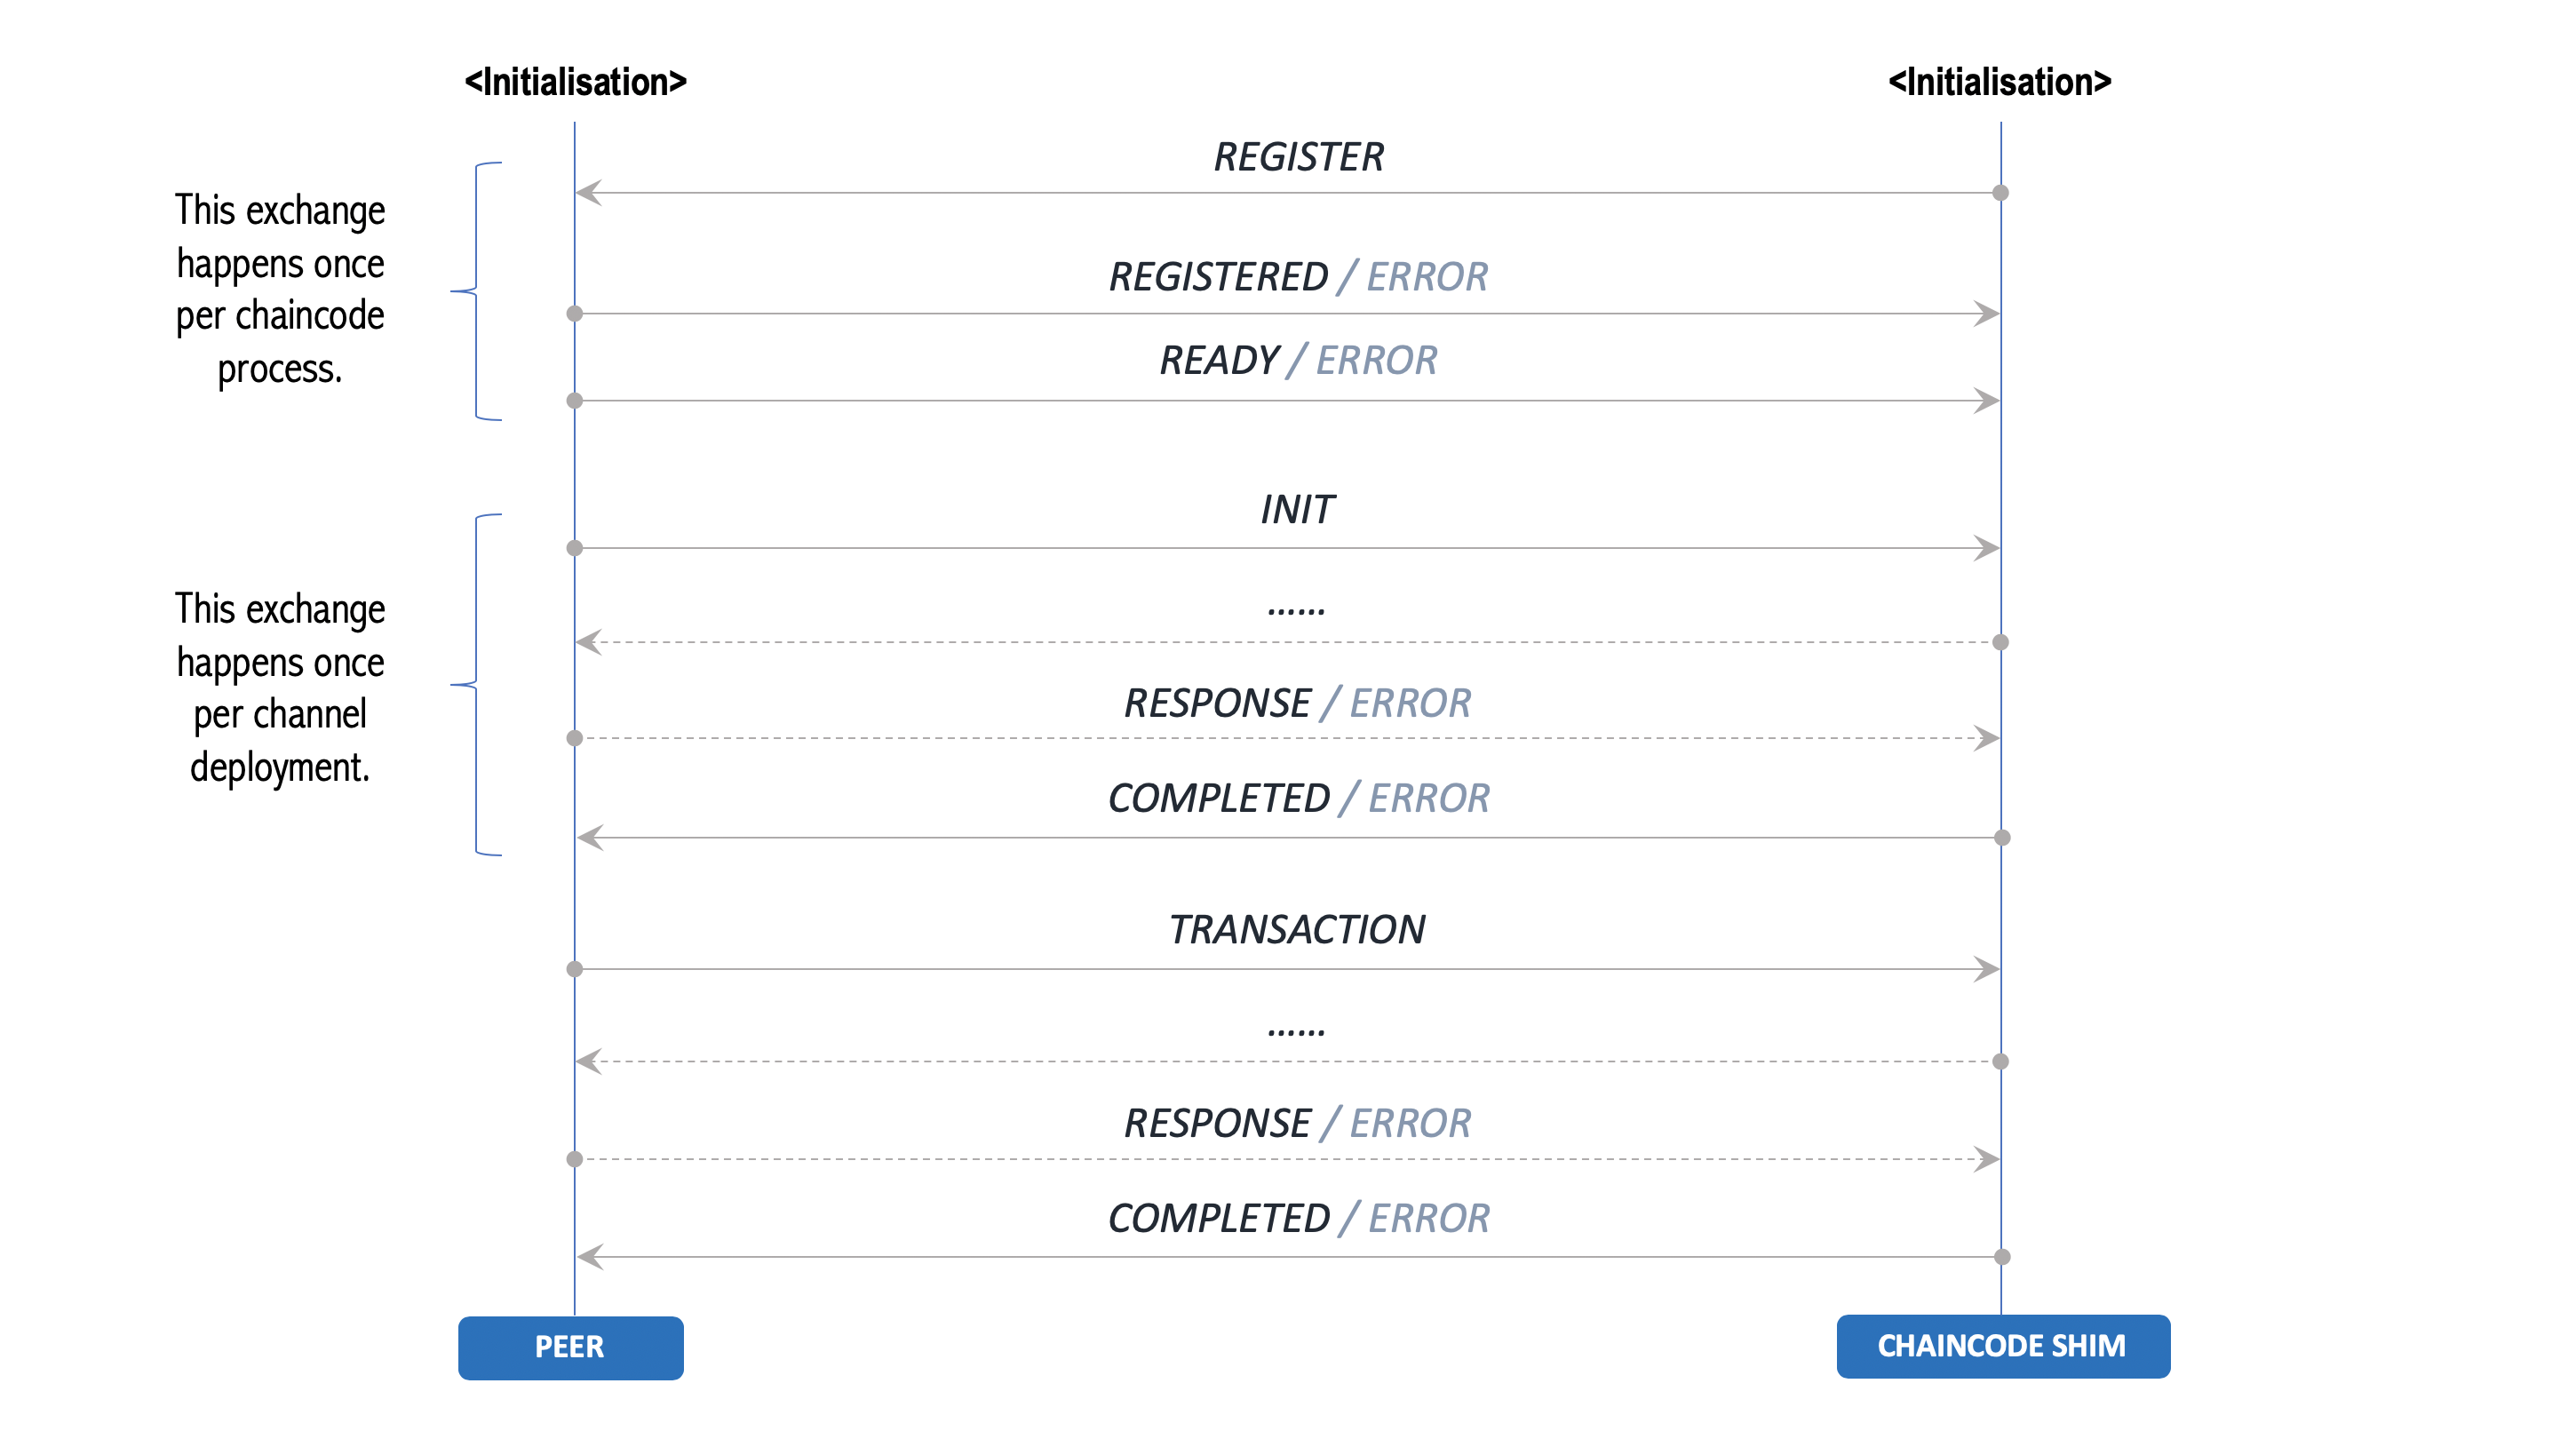 <Initialisation>
<Initialisation>
REGISTER
This exchange
happens once
per chaincode
process.
REGISTERED / ERROR
READY / ERROR
INIT
......
This exchange
happens once
per channel
deployment.
RESPONSE / ERROR
COMPLETED / ERROR
TRANSACTION
......
RESPONSE / ERROR
COMPLETED / ERROR
PEER
CHAINCODE SHIM